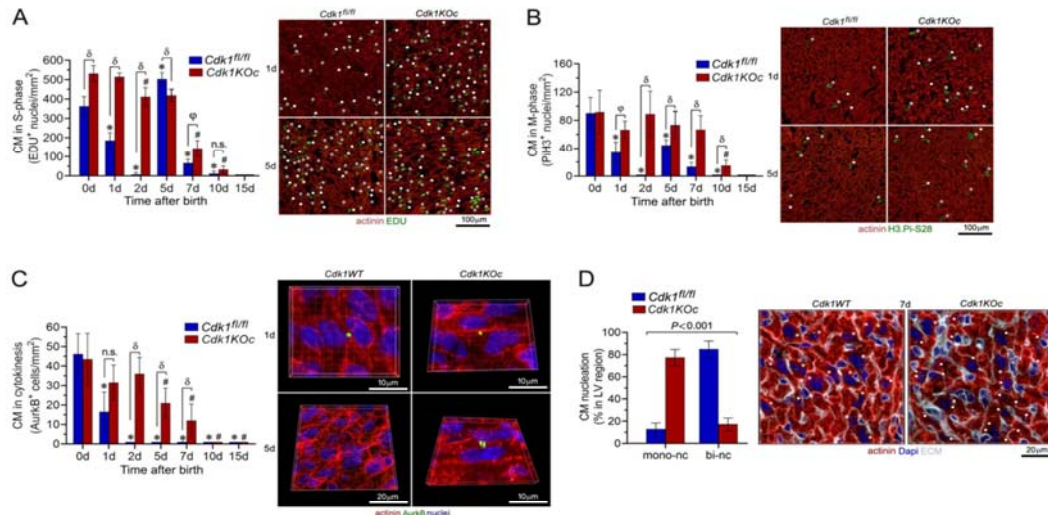 A
Cdk1fl/fl
Cdk1KOc
CM in S-phase
(EDU+ nuclei/mm2)
600
500
400
300
200
100
0
δ δ δ δ
* * * # φ * # n.s. * #
0d 1d 2d 5d 7d 10d 15d
Time after birth
Cdk1fl/fl Cdk1KOc
1d
5d
actinin EDU
100μm
B
Cdk1fl/fl
Cdk1KOc
CM in M-phase
(PiH3+ nuclei/mm2)
160
120
80
40
0
φ δ δ δ δ
* * * * * #
0d 1d 2d 5d 7d 10d 15d
Time after birth
Cdk1fl/fl Cdk1KOc
1d
5d
actinin H3.Pi-S28
100μm
C
Cdk1fl/fl
Cdk1KOc
CM in cytokinesis
(AurkB+ cells/mm2)
60
50
40
30
20
10
0
n.s. δ δ δ
* * * # * # * # * #
0d 1d 2d 5d 7d 10d 15d
Time after birth
Cdk1WT Cdk1KOc
1d
10μm 10μm
5d
20μm 10μm
actinin AurkB nuclei
D
Cdk1fl/fl
Cdk1KOc
P<0.001
CM nucleation
(% in LV region)
100
80
60
40
20
0
mono-nc bi-nc
Cdk1WT 7d Cdk1KOc
actinin Dapi ECM
20μm